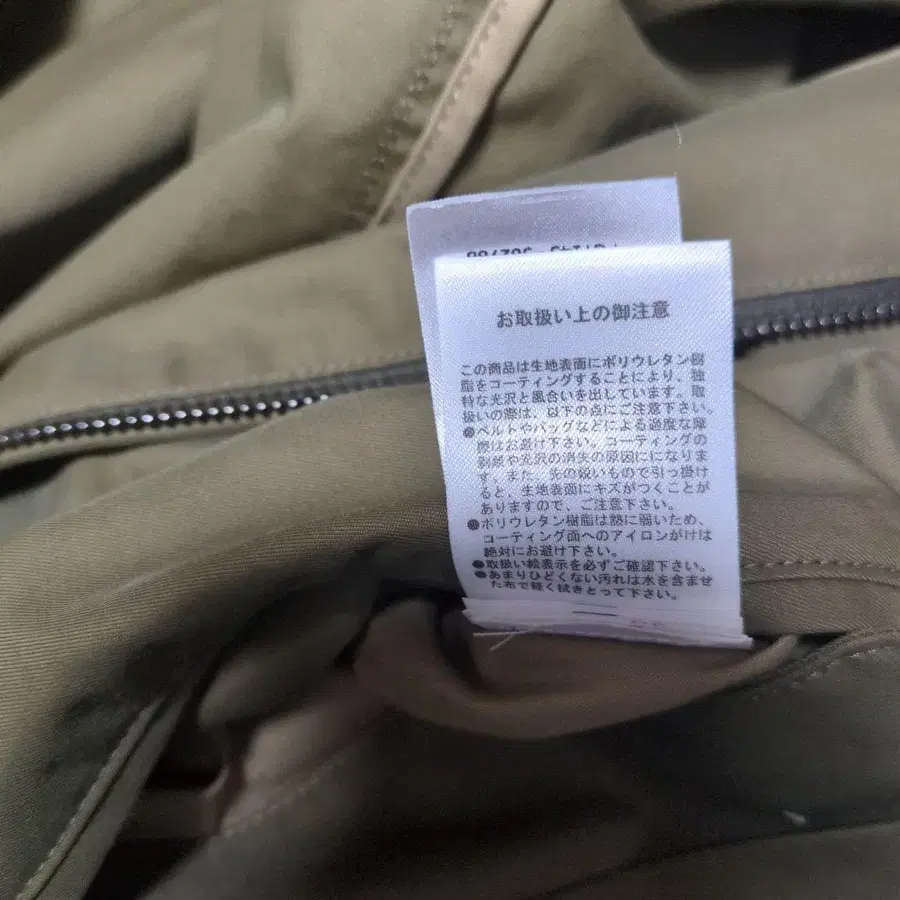 お取扱い上の御注意
この商品は生地表面にポリウレタン樹
脂をコーティングすることにより、独
特な光沢と風合いを出しています。取
扱いの際は、以下の点にご注意下さい。
●ベルトやバッグなどによる過度な摩
擦はお避け下さい。コーティングの
剥離や光沢の消失の原因にになりま
す。また、先の鋭いもので引っ掛け
ると、生地表面にキズがつくことが
ありますので、ご注意下さい。
●ポリウレタン樹脂は熱に弱いため、
コーティング面へのアイロンがけは
絶対にお避け下さい。
●取扱い絵表示を必ずご確認下さい。
●あまりひどくない汚れは水を含ませ
た布で軽く拭きとって下さい。